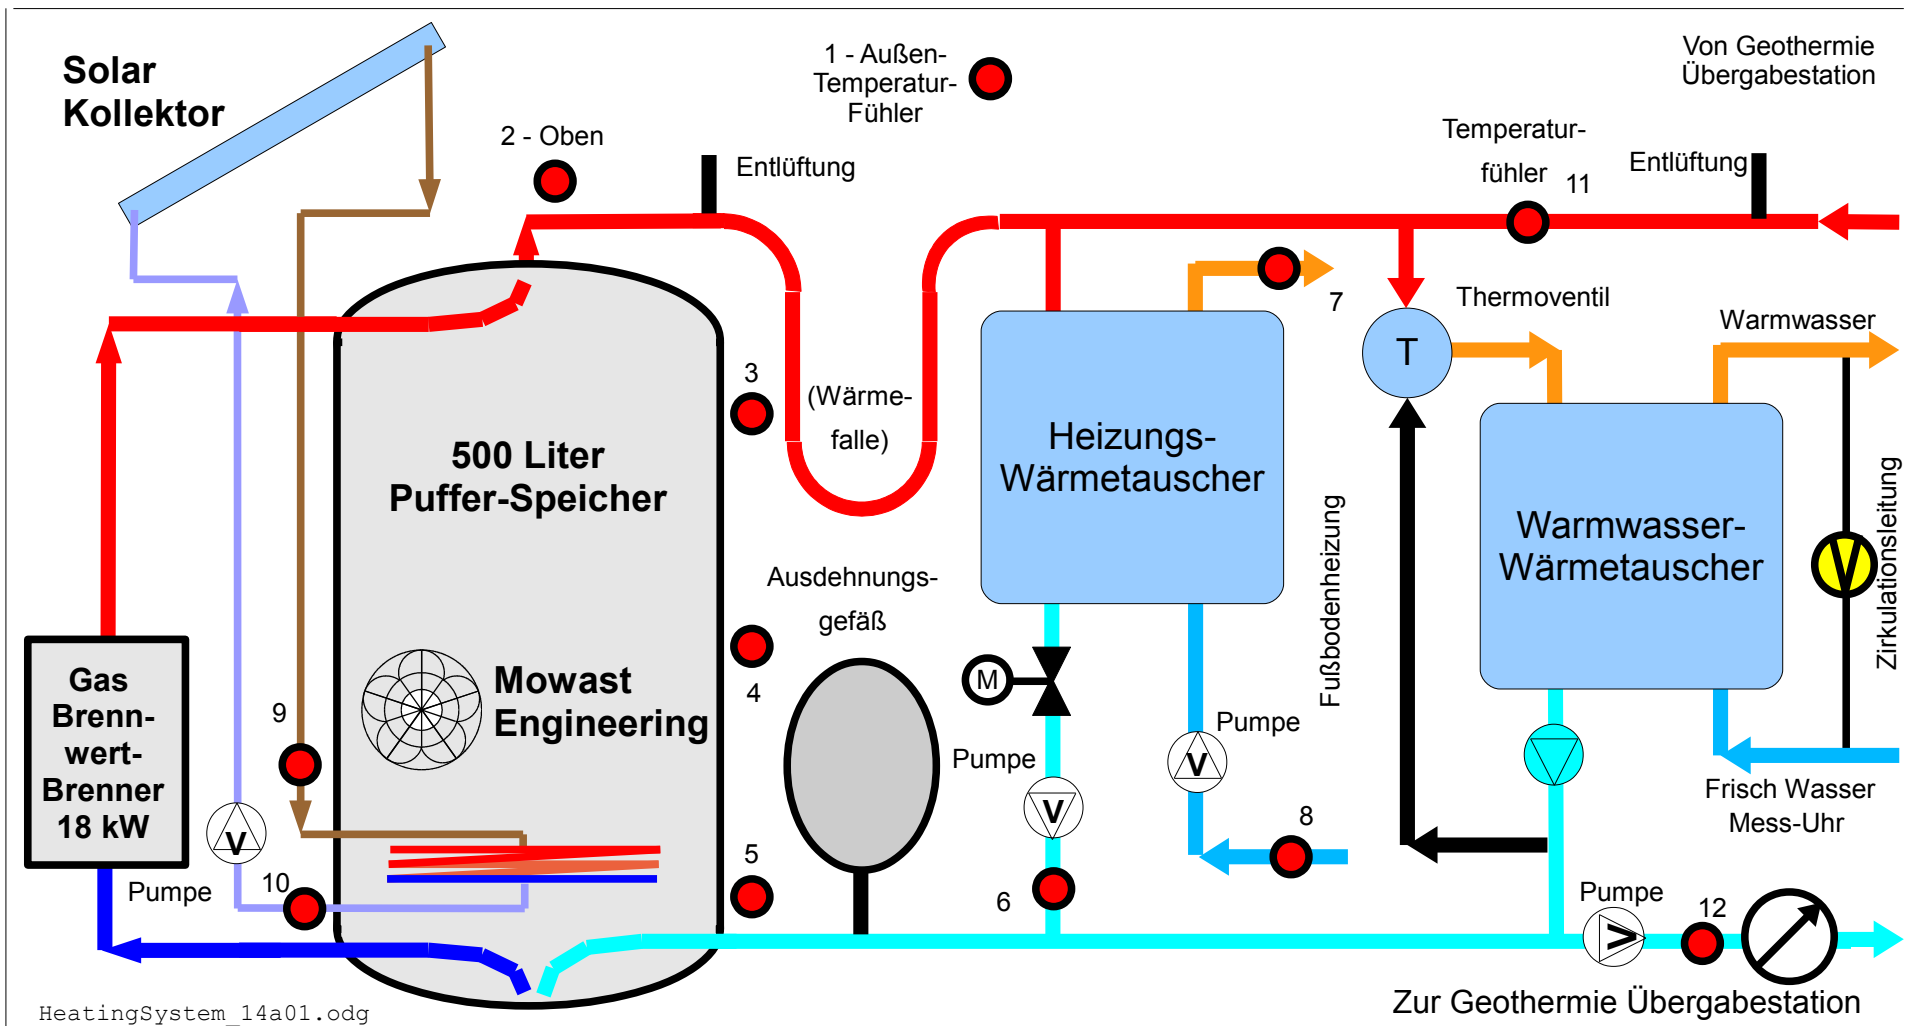 Solar
Kollektor
1 - Außen-
Temperatur-
Fühler
Von Geothermie
Übergabestation
2 - Oben
Entlüftung
Temperatur-
fühler
11
Entlüftung
7
Thermoventil
Warmwasser
T
3
(Wärme-
falle)
500 Liter
Puffer-Speicher
Heizungs-
Wärmetauscher
Warmwasser-
Wärmetauscher
Fußbodenheizung
V
Zirkulationsleitung
Ausdehnungs-
gefäß
4
Mowast
Engineering
M
Gas
Brenn-
wert-
Brenner
18 kW
9
Pumpe
V
Pumpe
V
Frisch Wasser
Mess-Uhr
V
Pumpe
10
5
6
8
Pumpe
V
12
Zur Geothermie Übergabestation
HeatingSystem_14a01.odg